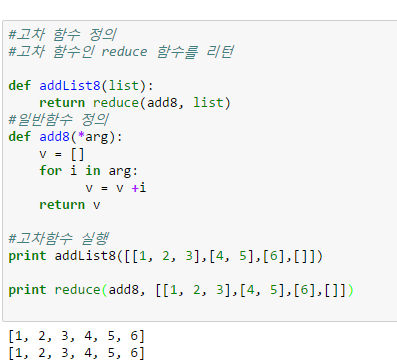 #고차 함수 정의
#고차 함수인 reduce 함수를 리턴
def addList8(list):
    return reduce(add8, list)
#일반함수 정의
def add8(*arg):
    v = []
    for i in arg:
          v = v +i
    return v
#고차함수 실행
print addList8([[1, 2, 3],[4, 5],[6],[]])
print reduce(add8, [[1, 2, 3],[4, 5],[6],[]])
[1, 2, 3, 4, 5, 6]
[1, 2, 3, 4, 5, 6]